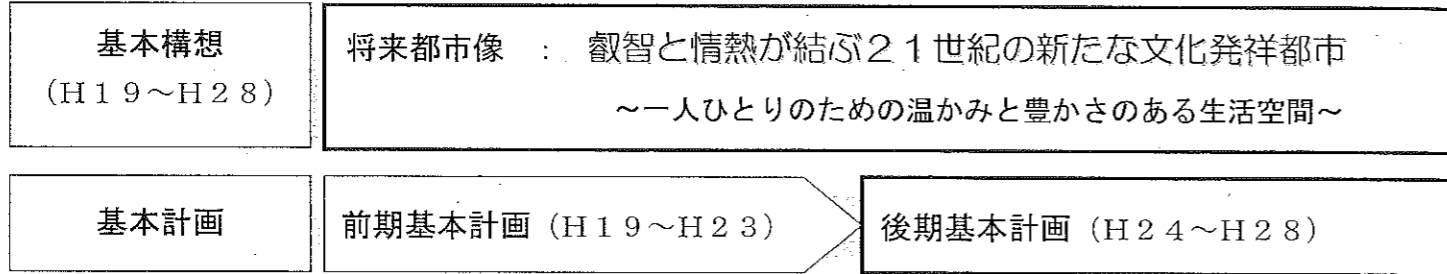 基本構想
(H19～H28)
将来都市像 ： 叡智と情熱が結ぶ21世紀の新たな文化発祥都市
～一人ひとりのための温かみと豊かさのある生活空間～
基本計画
前期基本計画(H19～H23)
後期基本計画(H24～H28)